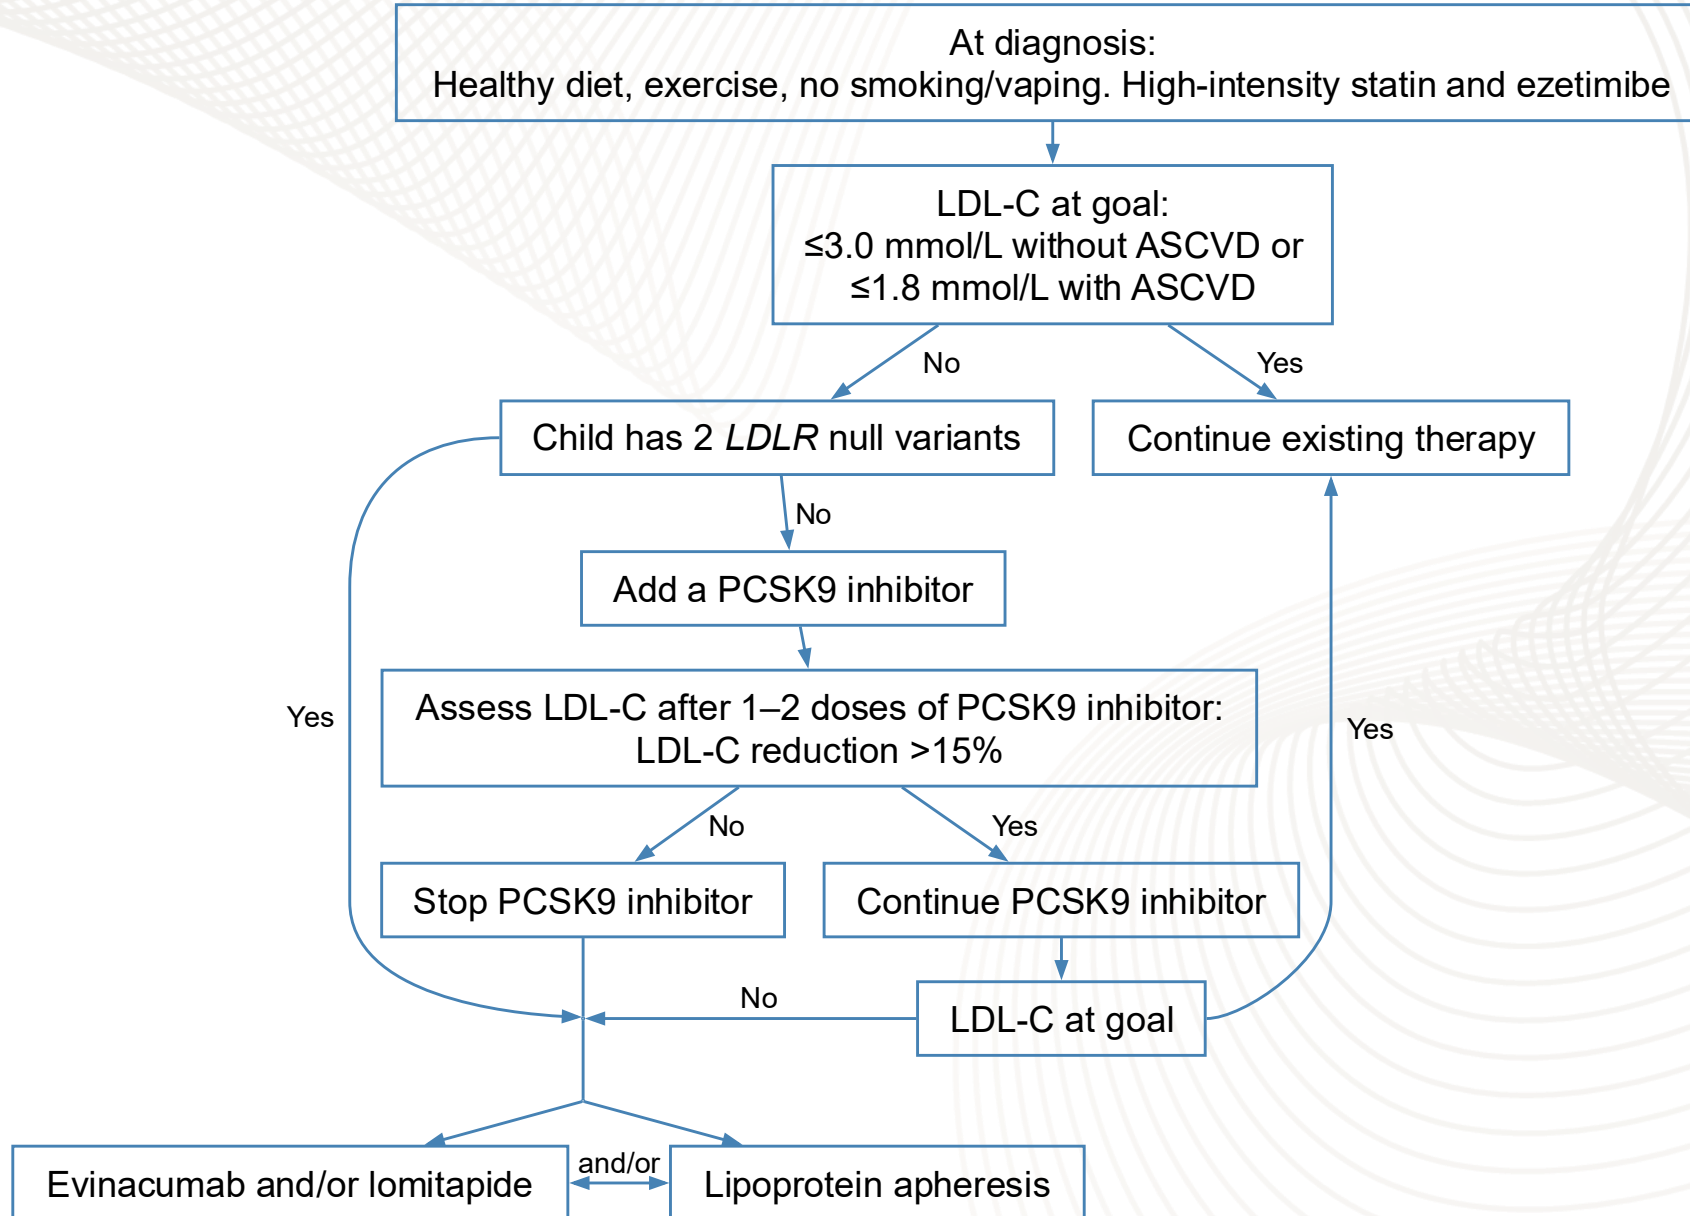 At diagnosis:
Healthy diet, exercise, no smoking/vaping. High-intensity statin and ezetimibe
LDL-C at goal:
≤3.0 mmol/L without ASCVD or
≤1.8 mmol/L with ASCVD
No
Yes
Child has 2 LDLR null variants
Continue existing therapy
No
Add a PCSK9 inhibitor
Assess LDL-C after 1–2 doses of PCSK9 inhibitor:
LDL-C reduction >15%
Yes
Yes
No
Yes
Stop PCSK9 inhibitor
Continue PCSK9 inhibitor
No
LDL-C at goal
Evinacumab and/or lomitapide
and/or
Lipoprotein apheresis